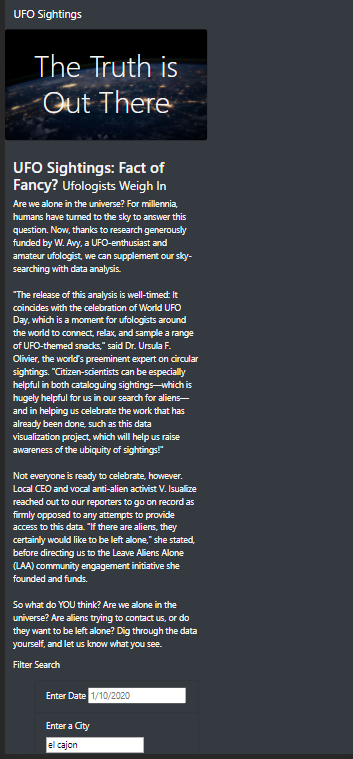 UFO Sightings
The Truth is
Out There
UFO Sightings: Fact of
Fancy? Ufologists Weigh In
Are we alone in the universe? For millennia,
humans have turned to the sky to answer this
question. Now, thanks to research generously
funded by W. Avy, a UFO-enthusiast and
amateur ufologist, we can supplement our sky-
searching with data analysis.
"The release of this analysis is well-timed: It
coincides with the celebration of World UFO
Day, which is a moment for ufologists around
the world to connect, relax, and sample a range
of UFO-themed snacks," said Dr. Ursula F.
Olivier, the world's preeminent expert on circular
sightings. "Citizen-scientists can be especially
helpful in both cataloguing sightings—which is
hugely helpful for us in our search for aliens—
and in helping us celebrate the work that has
already been done, such as this data
visualization project, which will help us raise
awareness of the ubiquity of sightings!"
Not everyone is ready to celebrate, however.
Local CEO and vocal anti-alien activist V. Isualize
reached out to our reporters to go on record as
firmly opposed to any attempts to provide
access to this data. "If there are aliens, they
certainly would like to be left alone," she stated,
before directing us to the Leave Aliens Alone
(LAA) community engagement initiative she
founded and funds.
So what do YOU think? Are we alone in the
universe? Are aliens trying to contact us, or do
they want to be left alone? Dig through the data
yourself, and let us know what you see.
Filter Search
Enter Date 1/10/2020
Enter a City
el cajon